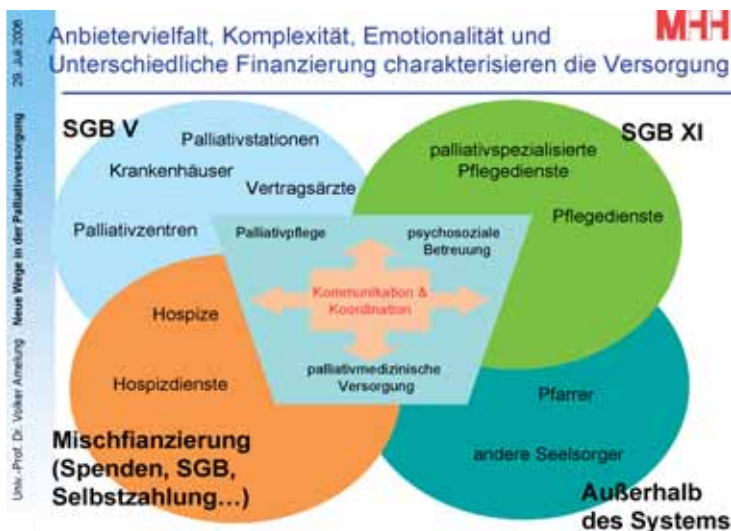 Anbietervielfalt, Komplexität, Emotionalität und
Unterschiedliche Finanzierung charakterisieren die Versorgung
MHH
Univ.-Prof. Dr. Volker Amelung Neue Wege in der Palliativversorgung 29. Juli 2006
SGB V
Palliativstationen
Krankenhäuser
Vertragsärzte
Palliativzentren
SGB XI
palliativspezialisierte
Pflegedienste
Pflegedienste
Palliativpflege
psychosoziale
Betreuung
Kommunikation &
Koordination
palliativmedizinische
Versorgung
Hospize
Hospizdienste
Mischfianzierung
(Spenden, SGB,
Selbstzahlung...)
Pfarrer
andere Seelsorger
Außerhalb
des Systems